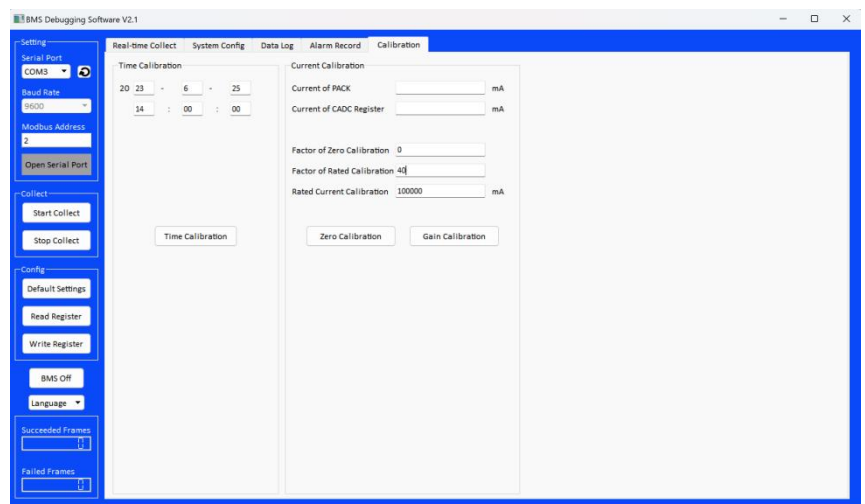 BMS Debugging Software V2.1
Setting
Serial Port
COM3
Baud Rate
9600
Modbus Address
2
Open Serial Port
Collect
Start Collect
Stop Collect
Config
Default Settings
Read Register
Write Register
BMS Off
Language
Succeeded Frames
0
Failed Frames
0
Real-time Collect System Config Data Log Alarm Record Calibration
Time Calibration
20 23 - 6 - 25
14 : 00 : 00
Time Calibration
Current Calibration
Current of PACK mA
Current of CADC Register mA
Factor of Zero Calibration 0
Factor of Rated Calibration 40
Rated Current Calibration 100000 mA
Zero Calibration Gain Calibration